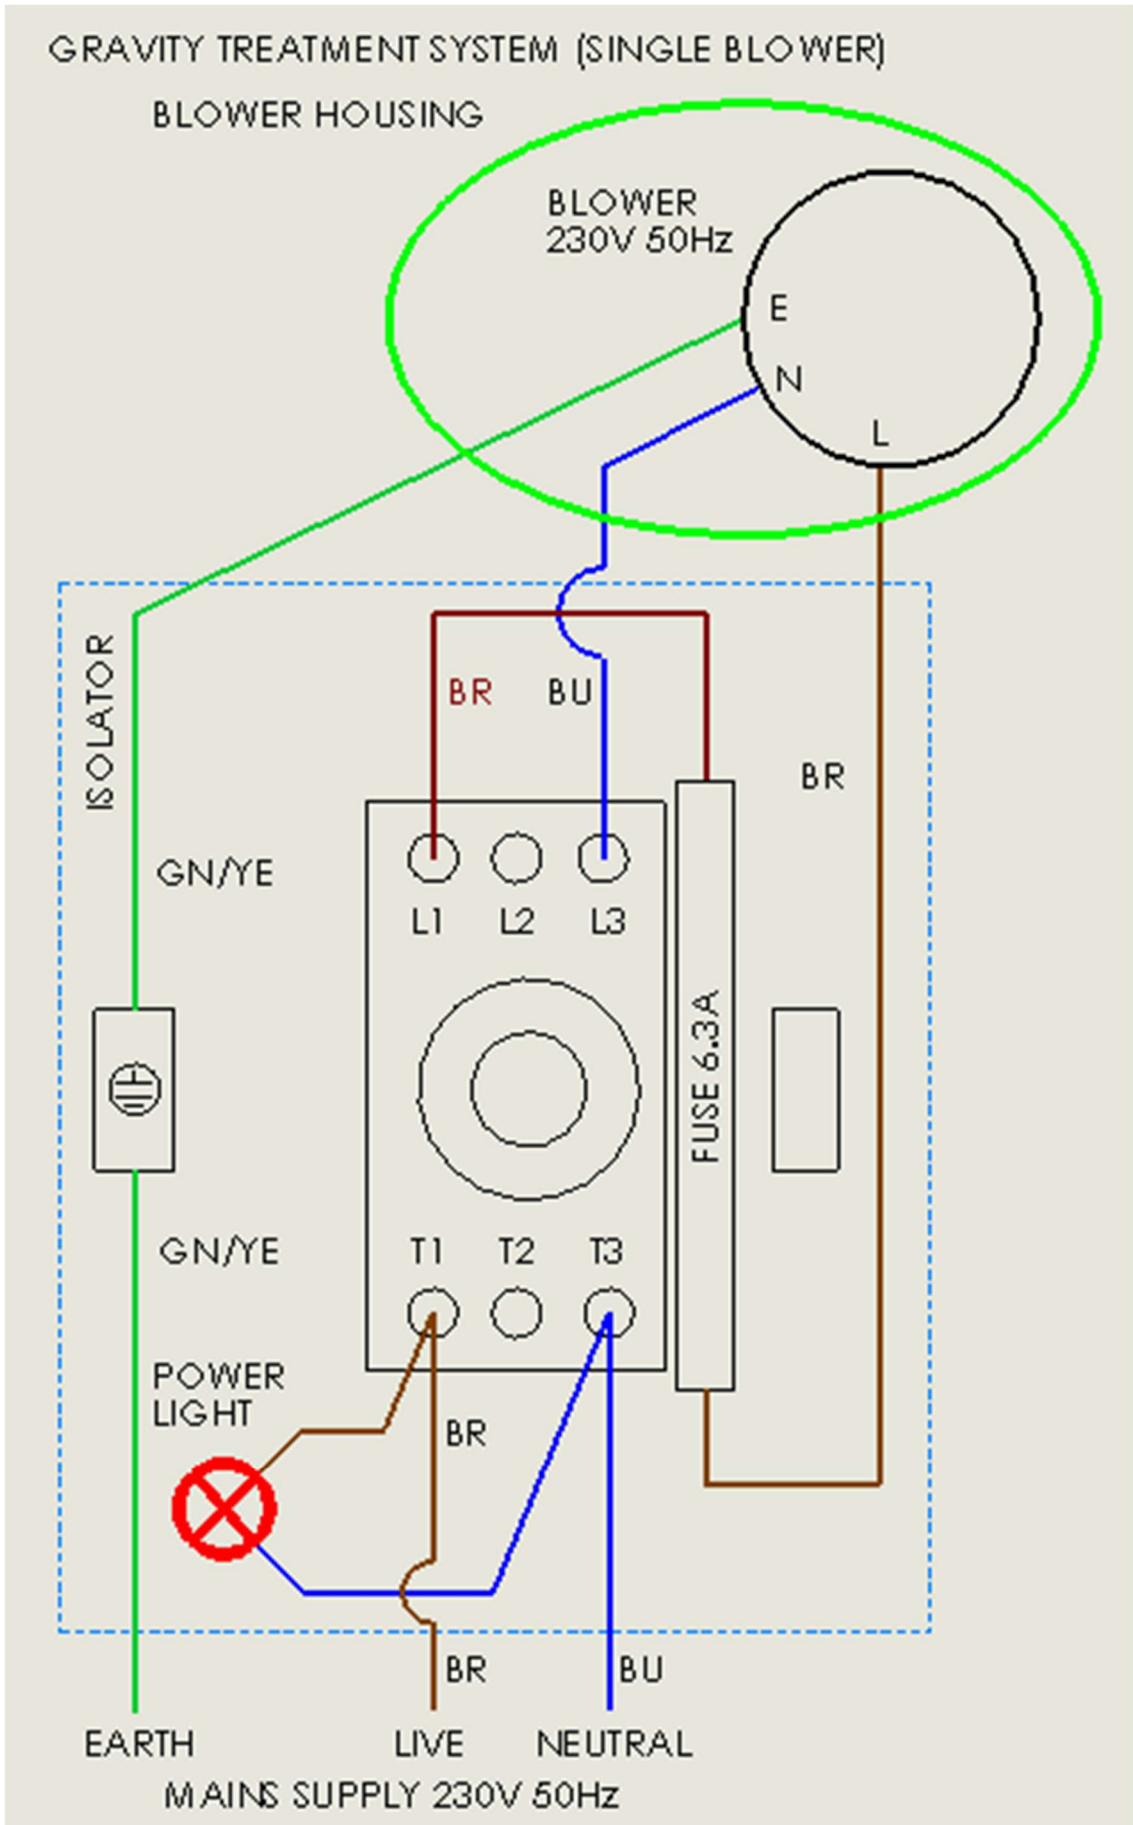 GRAVITY TREATMENT SYSTEM (SINGLE BLOWER)
BLOWER HOUSING
BLOWER
230V 50Hz
E
N
L
ISOLATOR
BR
BU
BR
GN/YE
L1 L2 L3
FUSE 6.3A
GN/YE
T1 T2 T3
POWER
LIGHT
BR
BR
BU
EARTH
LIVE
NEUTRAL
MAINS SUPPLY 230V 50Hz